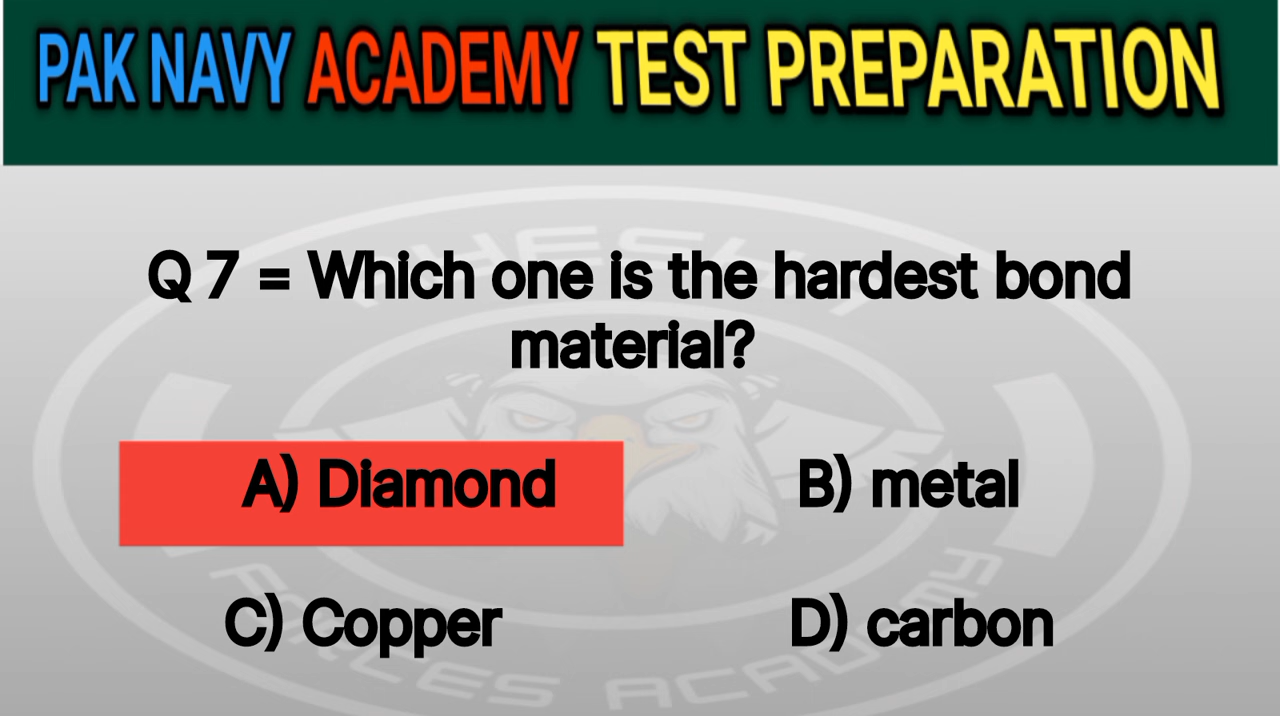 PAK NAVY ACADEMY TEST PREPARATION
Q 7 = Which one is the hardest bond
material?
A) Diamond
B) metal
C) Copper
D) carbon